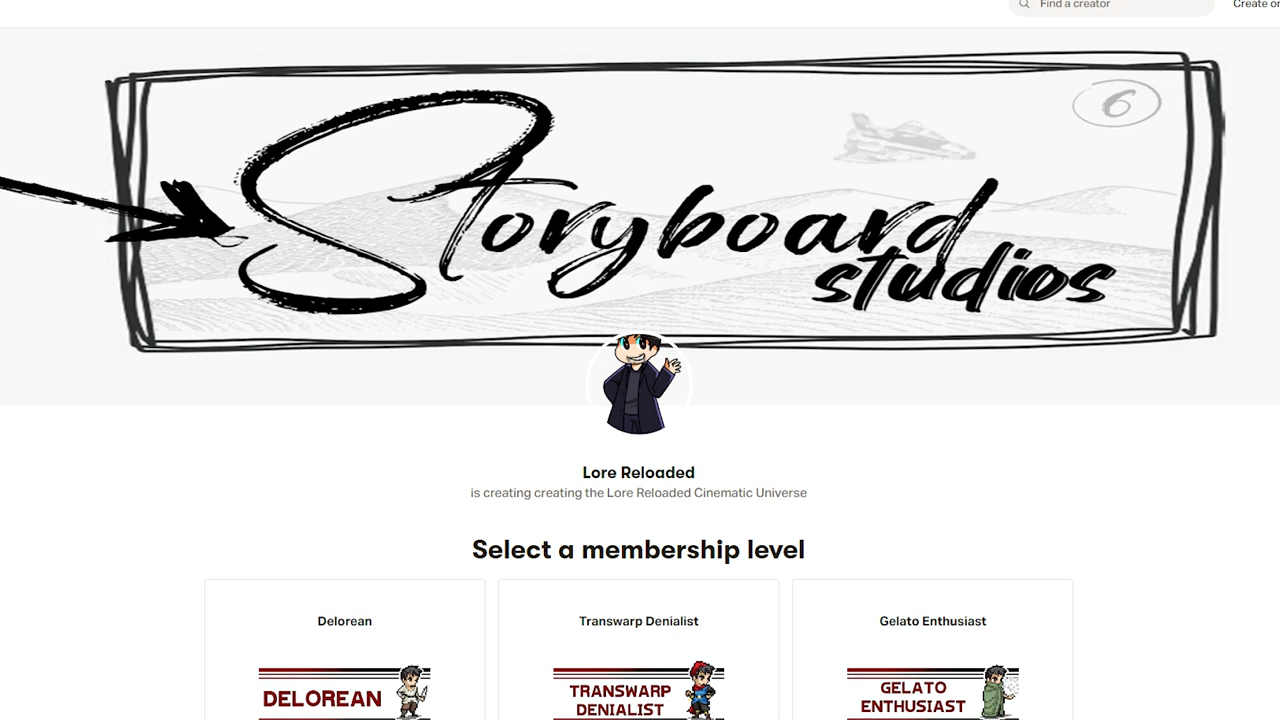 Find a creator
Create on
6
Storyboard
studios
Lore Reloaded
is creating creating the Lore Reloaded Cinematic Universe
Select a membership level
Delorean
Transwarp Denialist
Gelato Enthusiast
DELOREAN
TRANSWARP
DENIALIST
GELATO
ENTHUSIAST